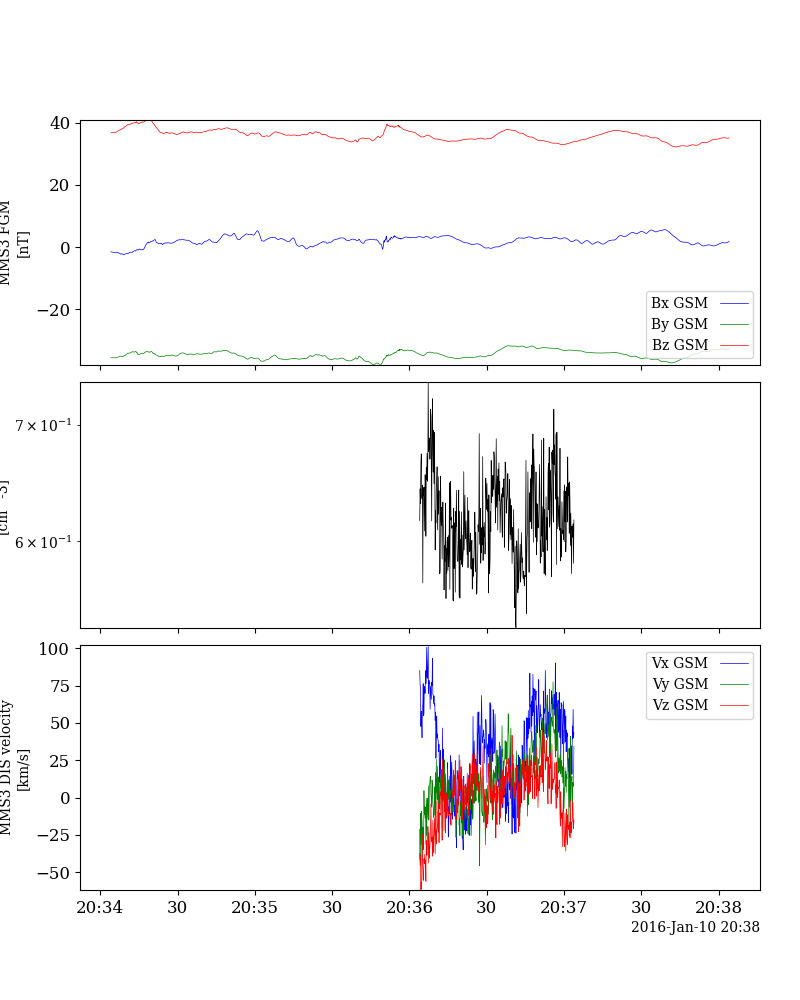 40
20
0
−20
MMS3 FGM
[nT]
Bx GSM
By GSM
Bz GSM
7 × 10⁻¹
6 × 10⁻¹
[cm^-3]
100
75
50
25
0
−25
−50
MMS3 DIS velocity
[km/s]
Vx GSM
Vy GSM
Vz GSM
20:34 30 20:35 30 20:36 30 20:37 30 20:38
2016-Jan-10 20:38